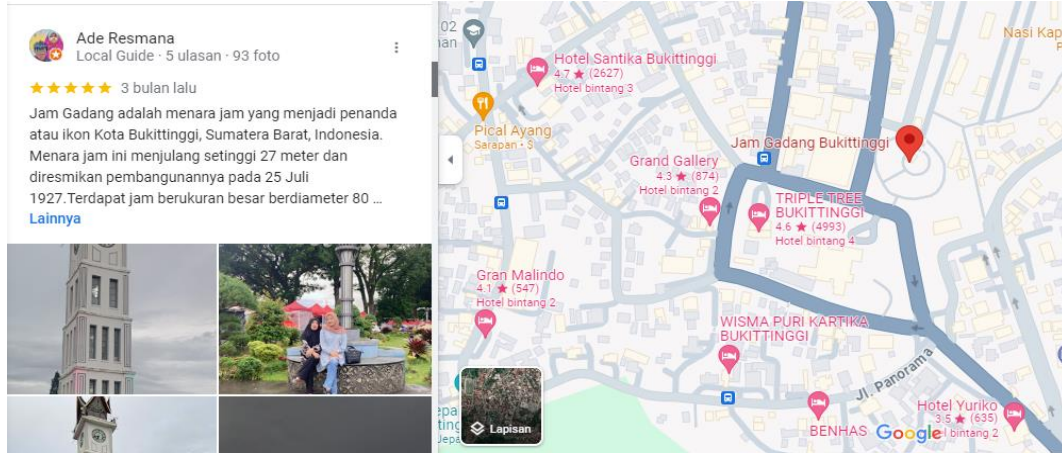 Ade Resmana
Local Guide · 5 ulasan · 93 foto
★★★★★ 3 bulan lalu
Jam Gadang adalah menara jam yang menjadi penanda
atau ikon Kota Bukittinggi, Sumatera Barat, Indonesia.
Menara jam ini menjulang setinggi 27 meter dan
diresmikan pembangunannya pada 25 Juli
1927.Terdapat jam berukuran besar berdiameter 80 ...
Lainnya
02
Nasi Kap
Hotel Santika Bukittinggi
4.7 ★ (2627)
Hotel bintang 3
Pical Ayang
Sarapan · $
Jam Gadang Bukittinggi
Grand Gallery
4.3 ★ (874)
Hotel bintang 2
TRIPLE TREE
BUKITTINGGI
4.6 ★ (4993)
Hotel bintang 4
Gran Malindo
4.1 ★ (547)
Hotel bintang 2
WISMA PURI KARTIKA
BUKITTINGGI
Jl. Panorama
Lapisan
BENHAS
Google
Hotel Yuriko
3.5 ★ (635)
bintang 2